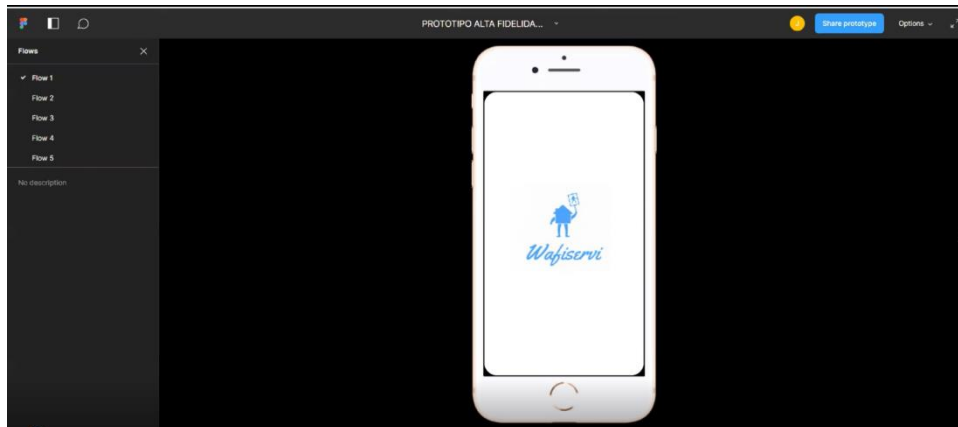 PROTOTIPO ALTA FIDELIDA...
Share prototype
Options
Flows
Flow 1
Flow 2
Flow 3
Flow 4
Flow 5
No description
Wafiservi